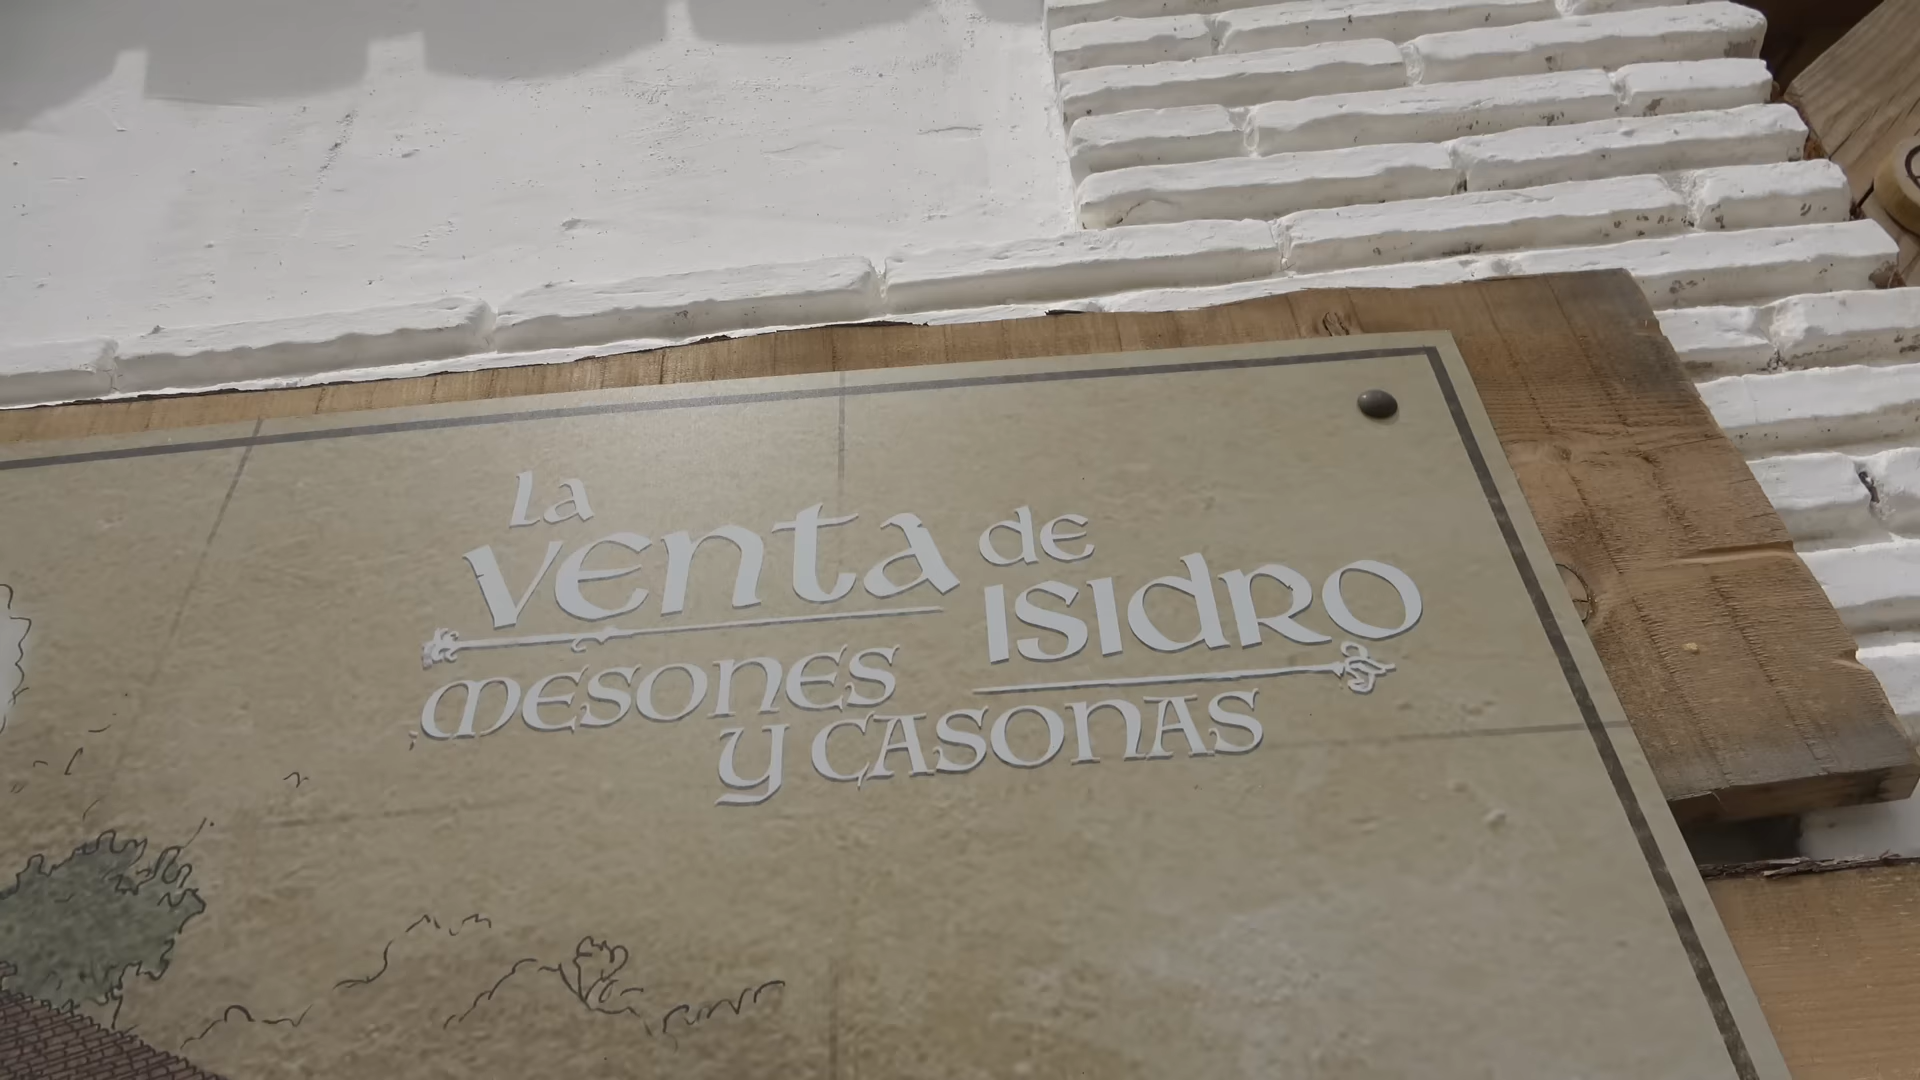 La
Venta de
Isidro
Mesones
y Casonas